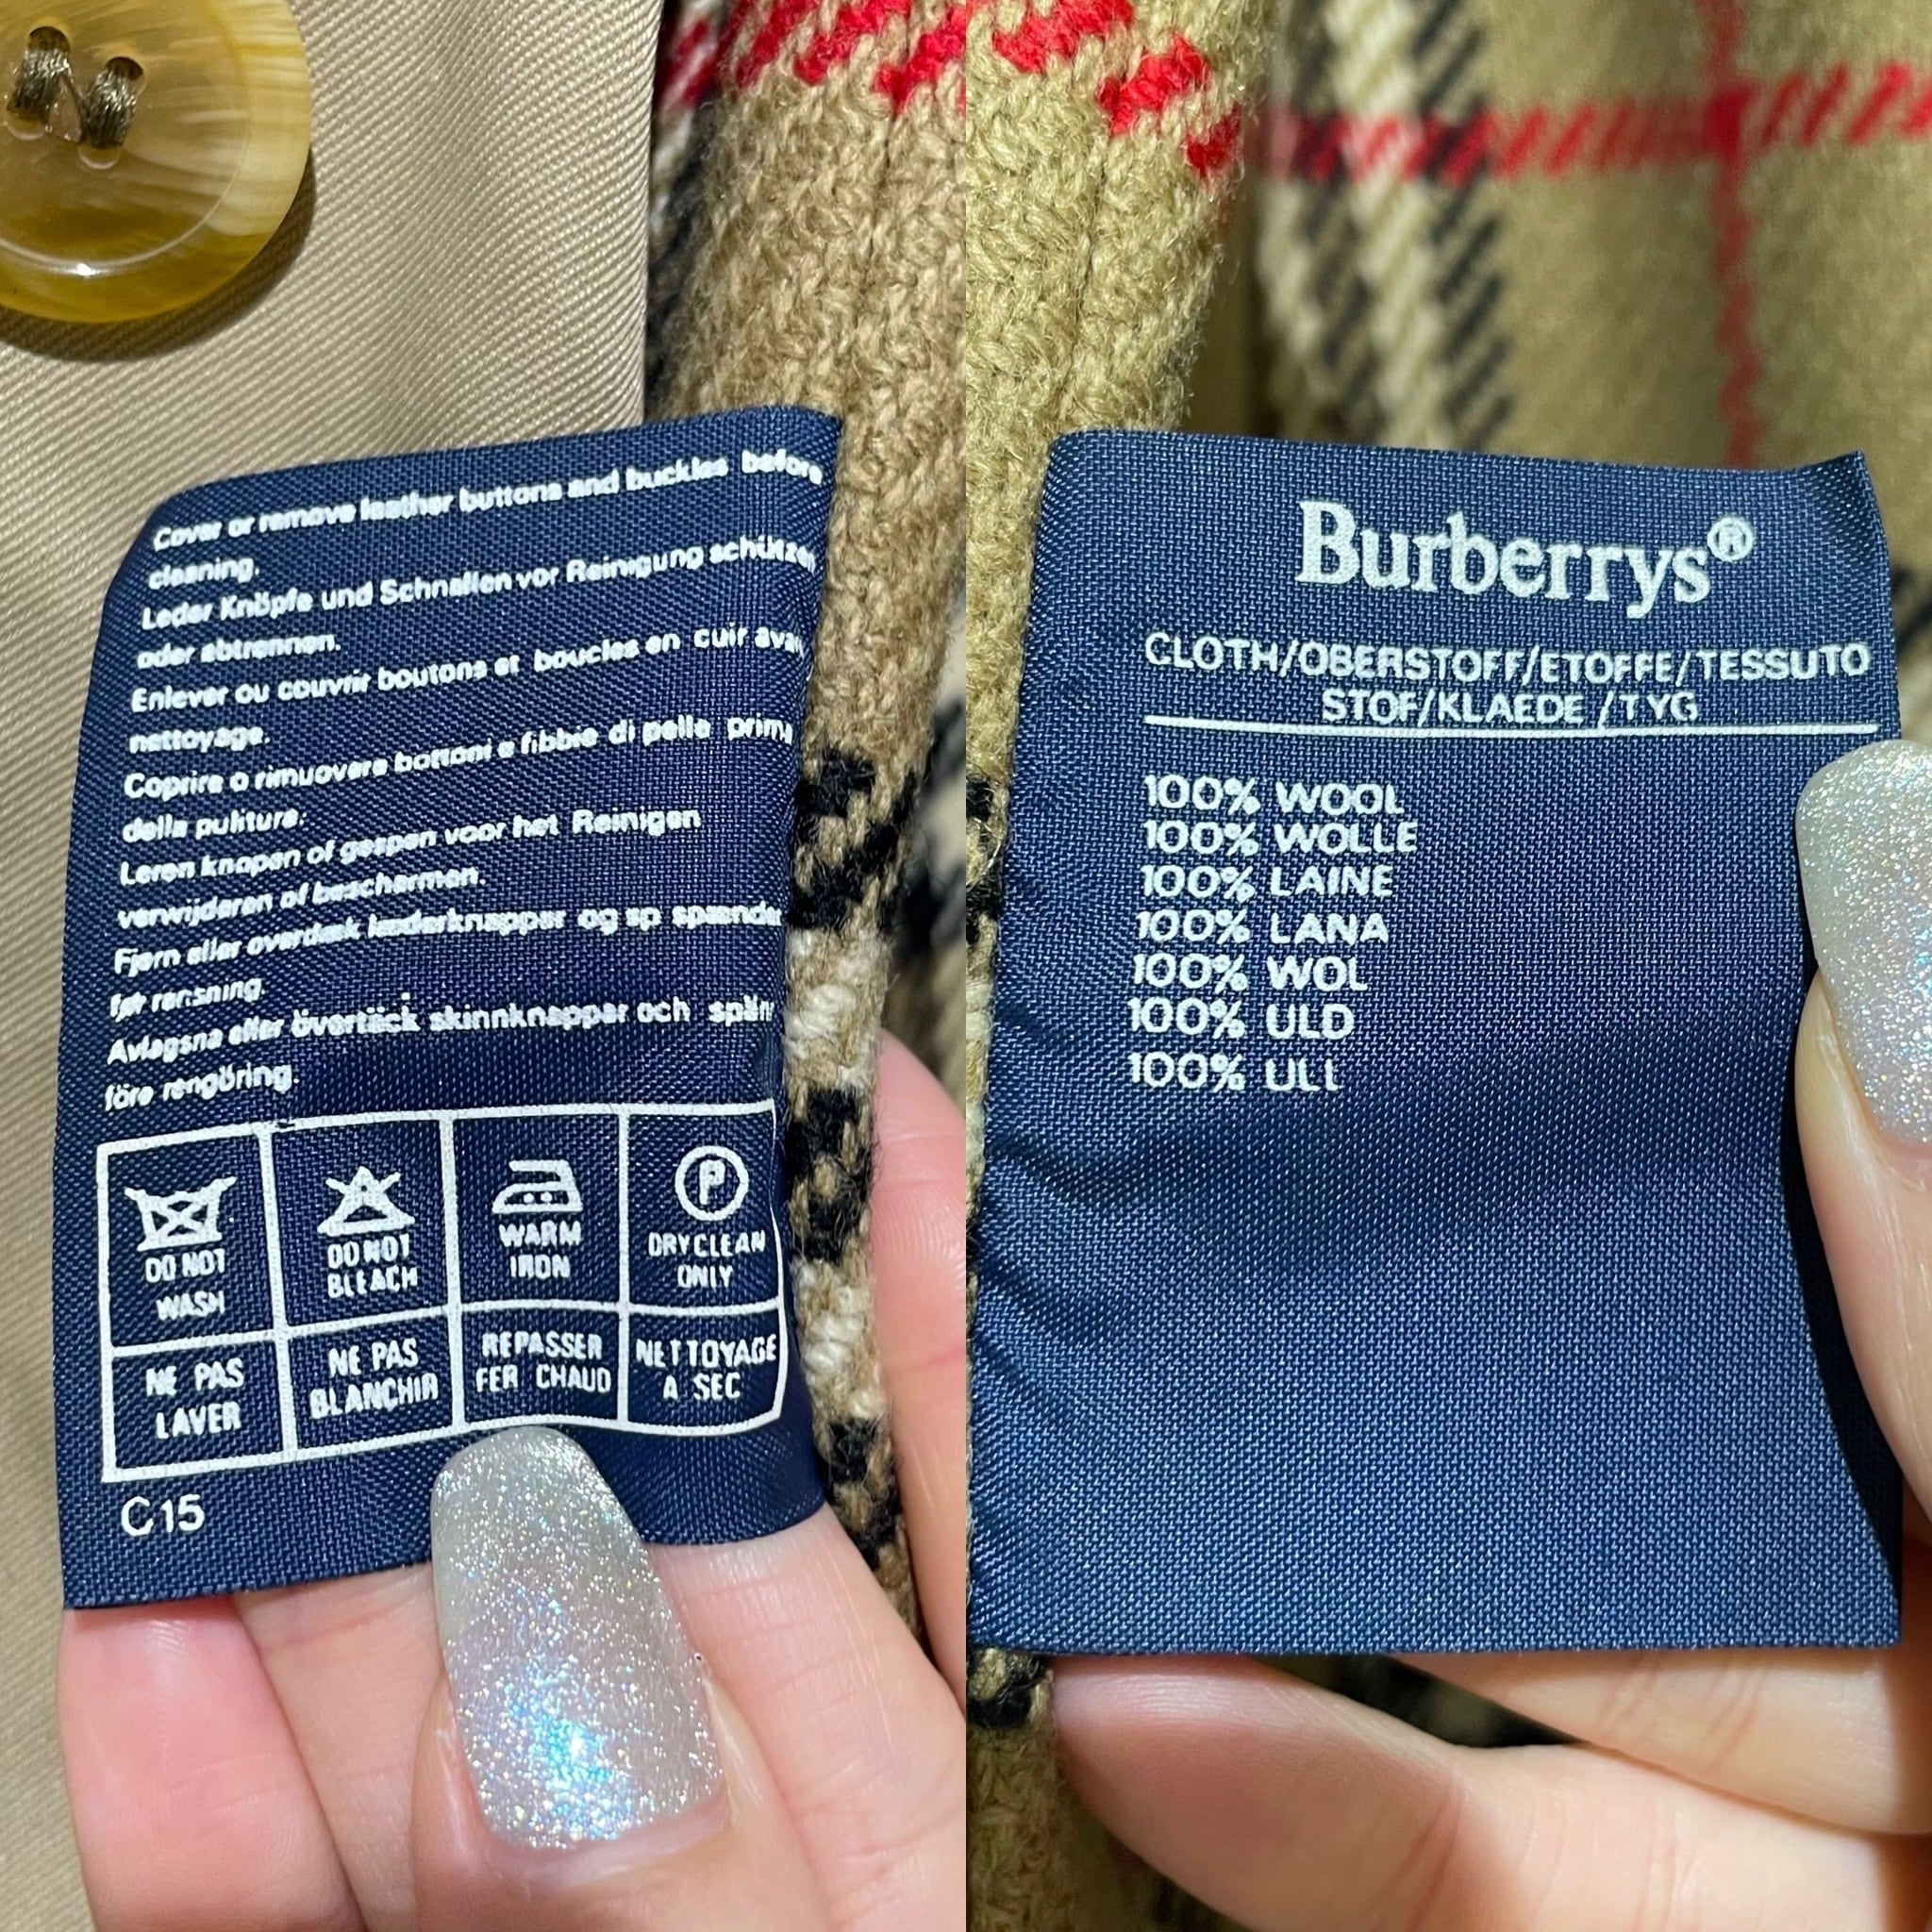 Cover or remove leather buttons and buckles before
cleaning.
Leder Knöpfe und Schnallen vor Reinigung schützen
oder abtrennen.
Enlever ou couvrir boutons et boucles en cuir
nettoyage.
Coprire o rimuovere bottoni e fibbie di pelle prima
della pulitura.
Leren knopen of gespen voor het Reinigen
verwijderen of beschermen.
Fjern eller overdæk læderknapper og sp spænder
før rensning.
Avlagsna eller övertäck skinnknappar och
före rengöring.
DO NOT
WASH
DO NOT
BLEACH
WARM
IRON
P
DRY CLEAN
ONLY
NE PAS
LAVER
NE PAS
BLANCHIR
REPASSER
FER CHAUD
NETTOYAGE
A SEC
C15
Burberrys®
CLOTH/OBERSTOFF/ETOFFE/TESSUTO
STOF/KLAEDE/TYG
100% WOOL
100% WOLLE
100% LAINE
100% LANA
100% WOL
100% ULD
100% ULL